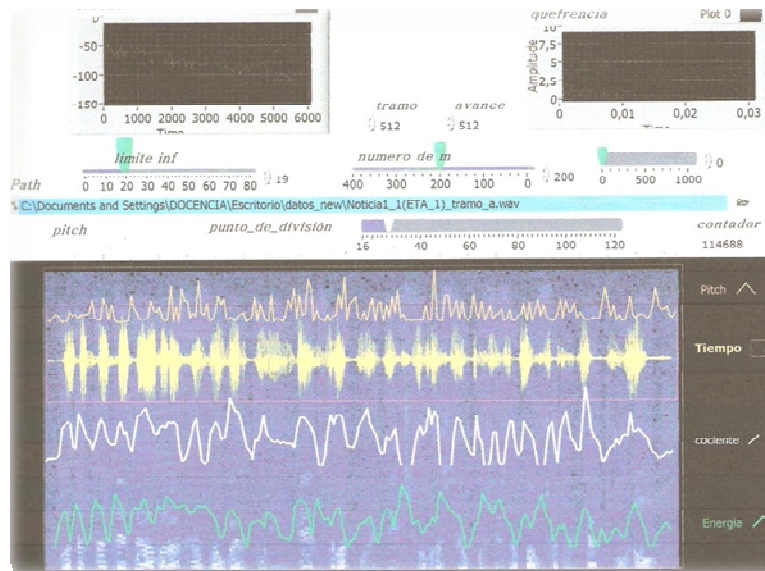 quefrencia
Plot 0
0
-50
-100
-150
0 1000 2000 3000 4000 5000 6000
Time
10
7,5
5
2,5
0
Amplitude
0 0,01 0,02 0,03
Time
tramo
512
avance
512
limite inf
0 10 20 30 40 50 60 70 80
19
numero de m
400 300 200 100 0
200
0 500 1000
0
Path
C:\Documents and Settings\DOCENCIA\Escritorio\datos_new\Noticia1_1(ETA_1)_tramo_a.wav
pitch
punto_de_división
16 40 60 80 100 120
contador
114688
Pitch
Tiempo
cociente
Energía